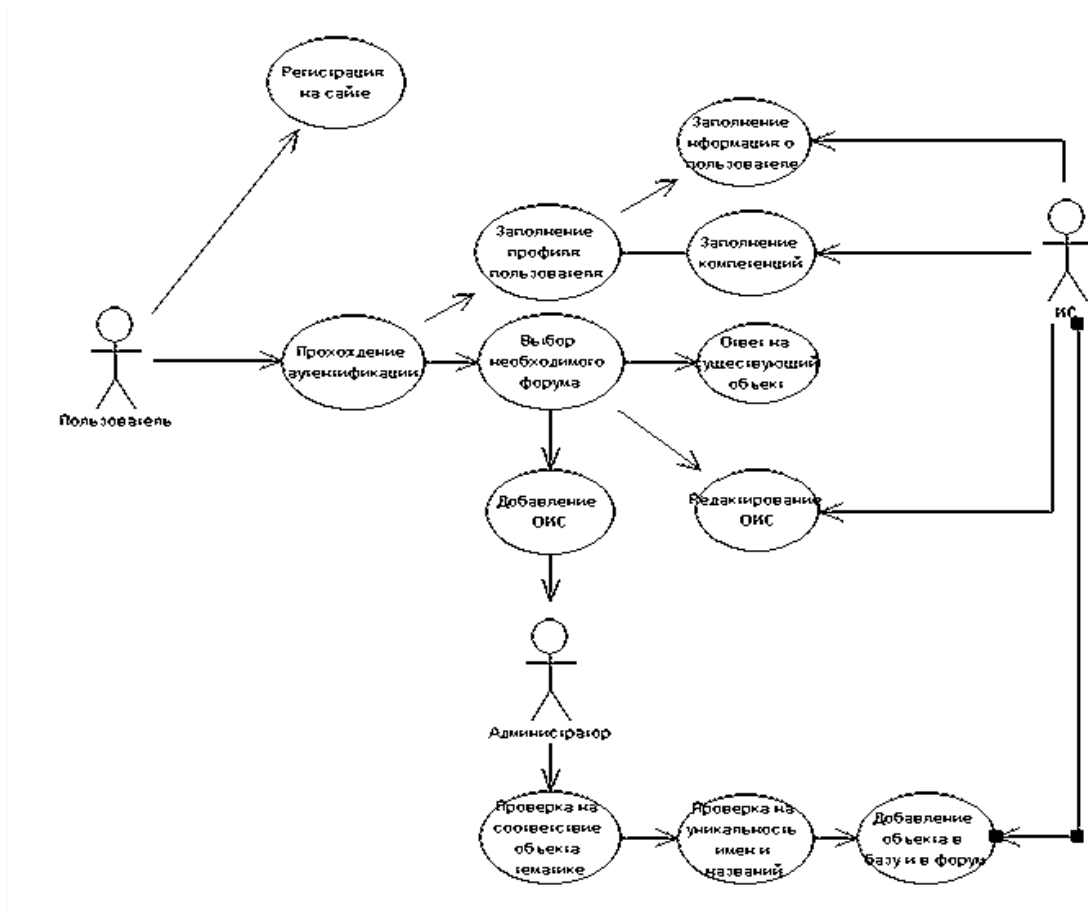 Регистрация
на сайте
Заполнение
информация о
пользователе
Заполнение
профиля
пользователя
Заполнение
компетенций
ИС
Прохождение
аутентификации
Выбор
необходимого
форума
Ответ на
существующий
объект
Пользователь
Добавление
ОИС
Редактирование
ОИС
Администратор
Проверка на
соответствие
объекта
тематике
Проверка на
уникальность
имен и
названий
Добавление
объекта в
базу и в форум